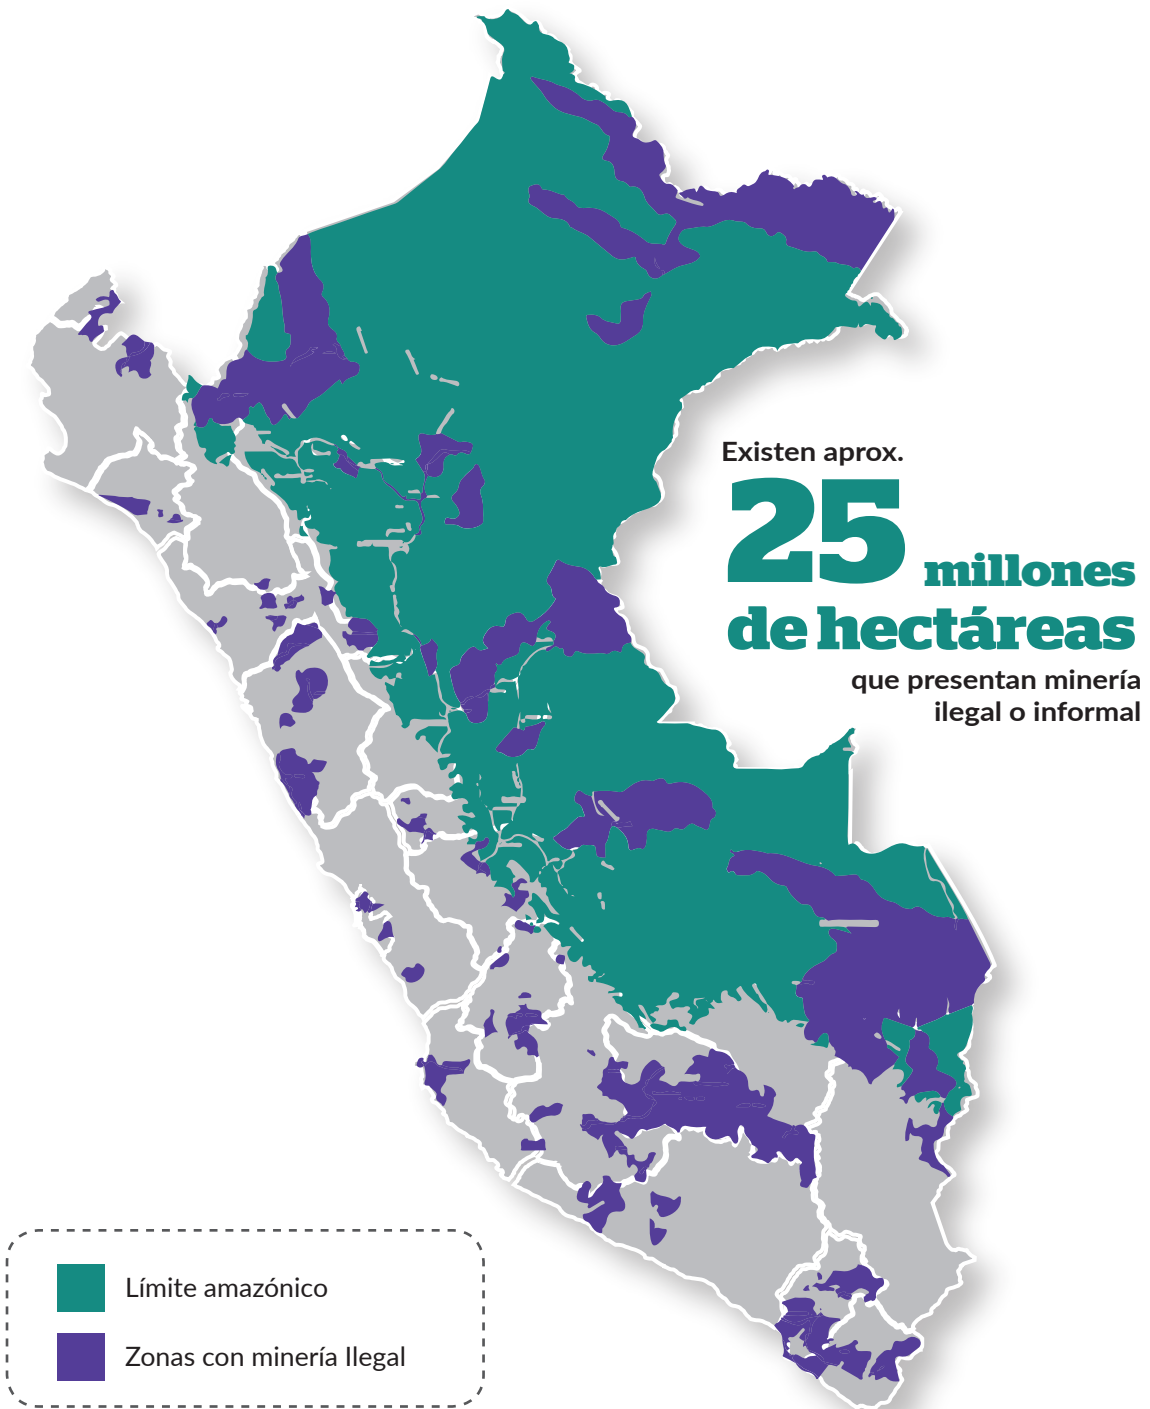 Existen aprox.
25 millones
de hectáreas
que presentan minería
ilegal o informal
Límite amazónico
Zonas con minería Ilegal